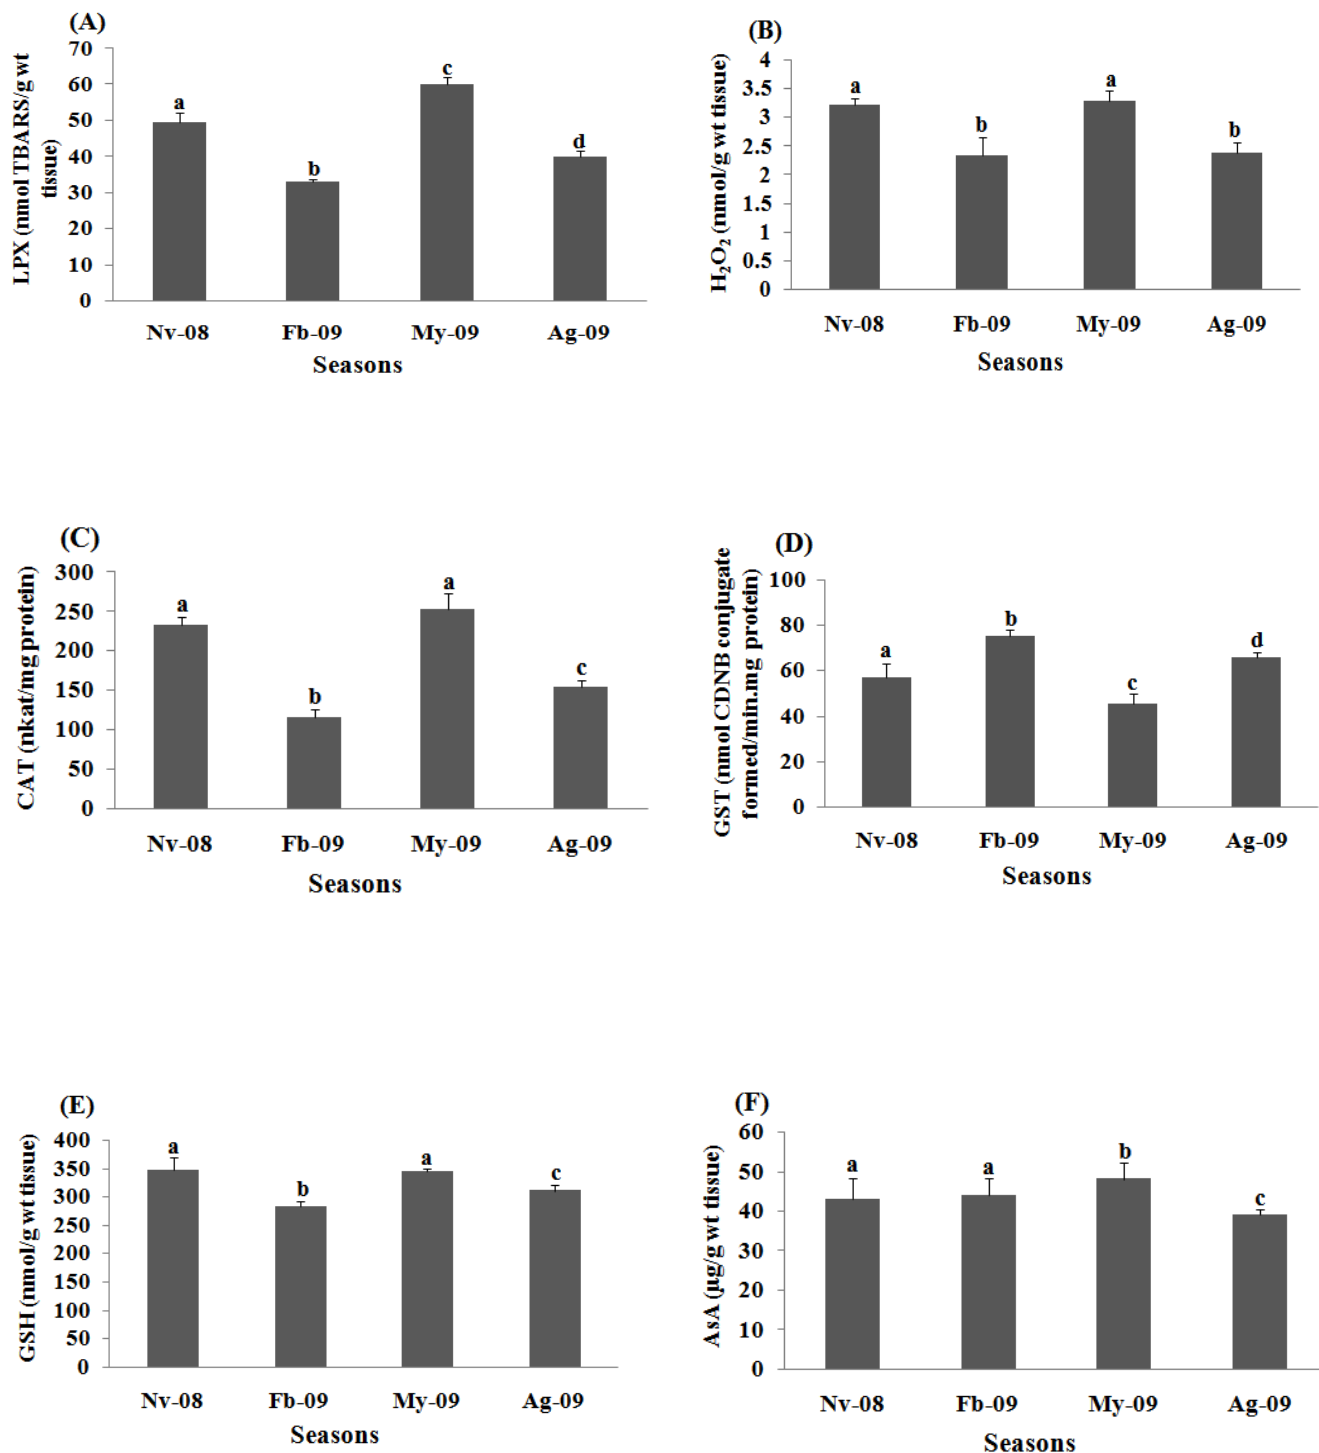 (A)
LPX (nmol TBARS/g wt
tissue)
70
60
50
40
30
20
10
0
a
b
c
d
Nv-08 Fb-09 My-09 Ag-09
Seasons
(B)
H₂O₂ (nmol/g wt tissue)
4
3.5
3
2.5
2
1.5
1
0.5
0
a
b
a
b
Nv-08 Fb-09 My-09 Ag-09
Seasons
(C)
CAT (nkat/mg protein)
300
250
200
150
100
50
0
a
b
a
c
Nv-08 Fb-09 My-09 Ag-09
Seasons
(D)
GST (nmol CDNB conjugate
formed/min.mg protein)
100
80
60
40
20
0
a
b
c
d
Nv-08 Fb-09 My-09 Ag-09
Seasons
(E)
GSH (nmol/g wt tissue)
400
350
300
250
200
150
100
50
0
a
b
a
c
Nv-08 Fb-09 My-09 Ag-09
Seasons
(F)
AsA (µg/g wt tissue)
60
50
40
30
20
10
0
a
a
b
c
Nv-08 Fb-09 My-09 Ag-09
Seasons